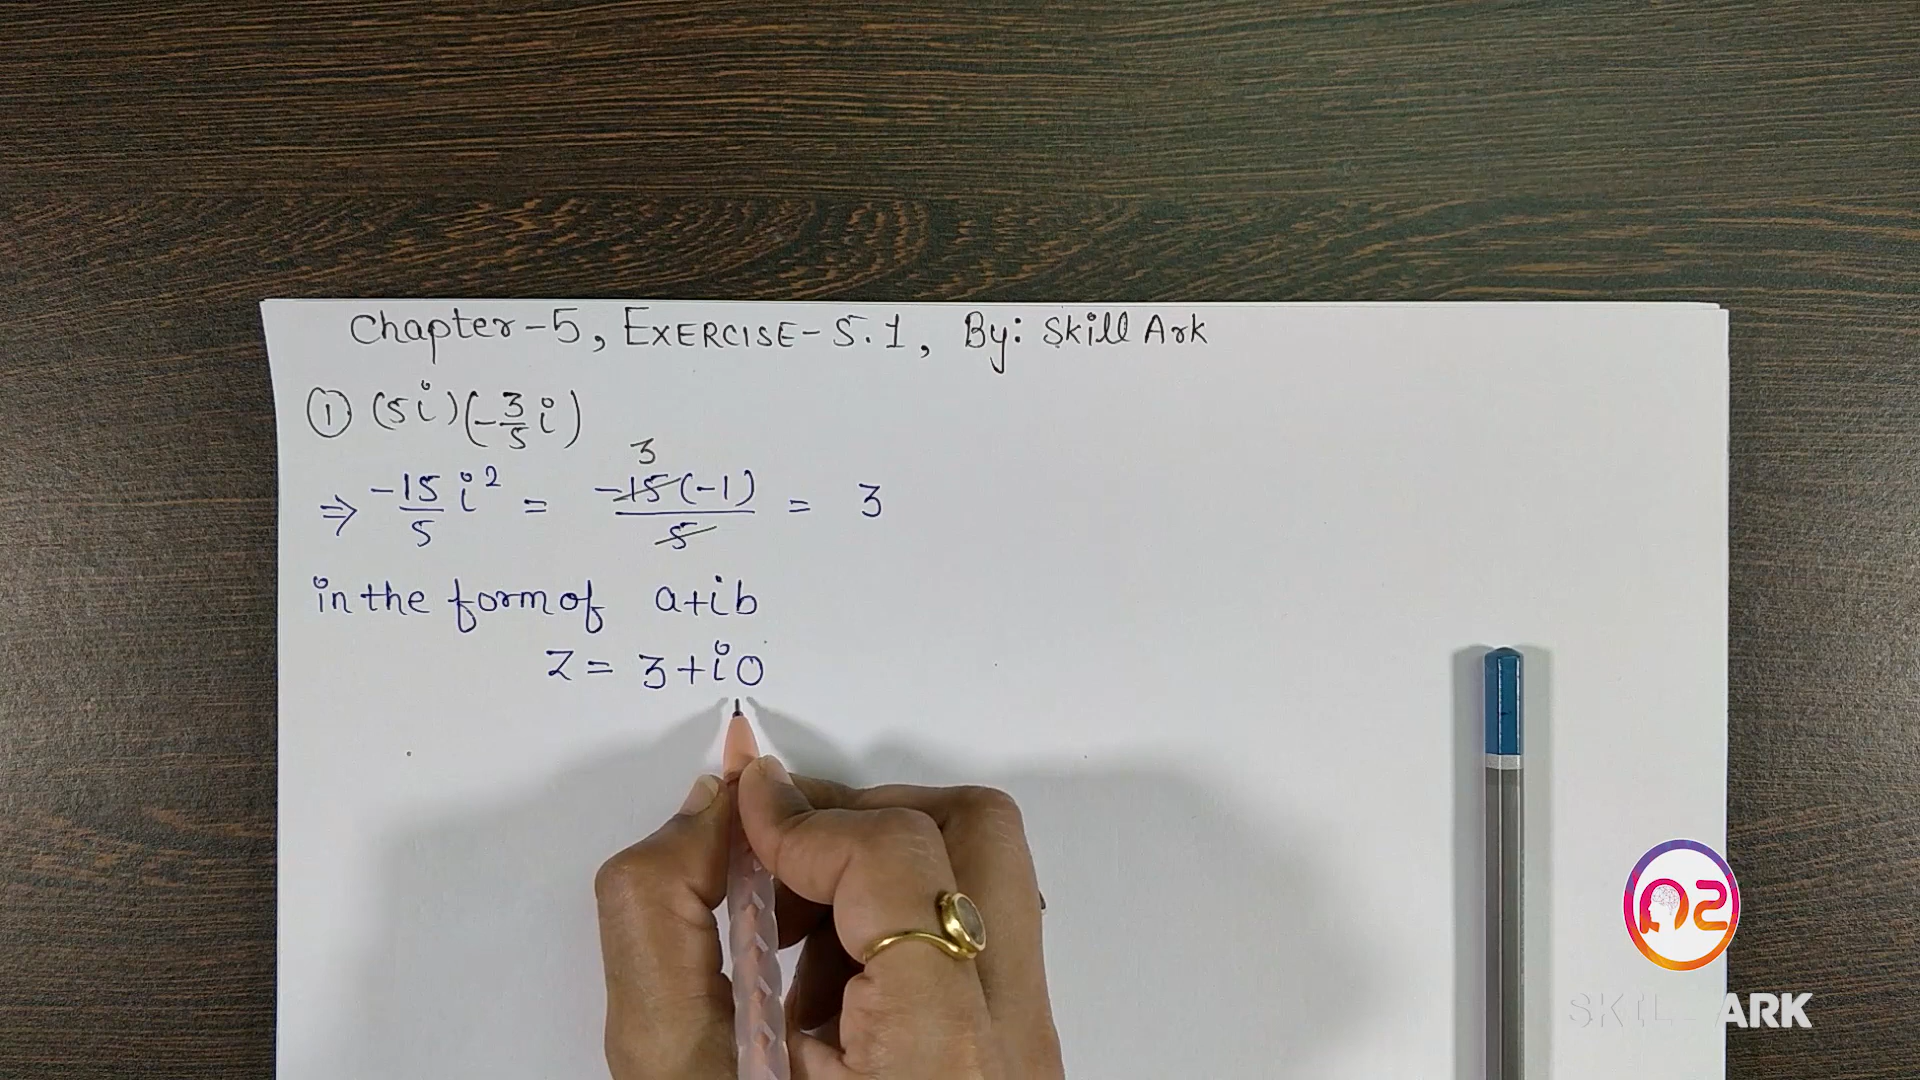 Chapter-5, EXERCISE-5.1, By: Skill Ark
① (5i)(-3/5 i)
⇒ -15/5 i² = -15(-1)/5 = 3
3
in the form of a+ib
z = 3+i0
SKILL ARK